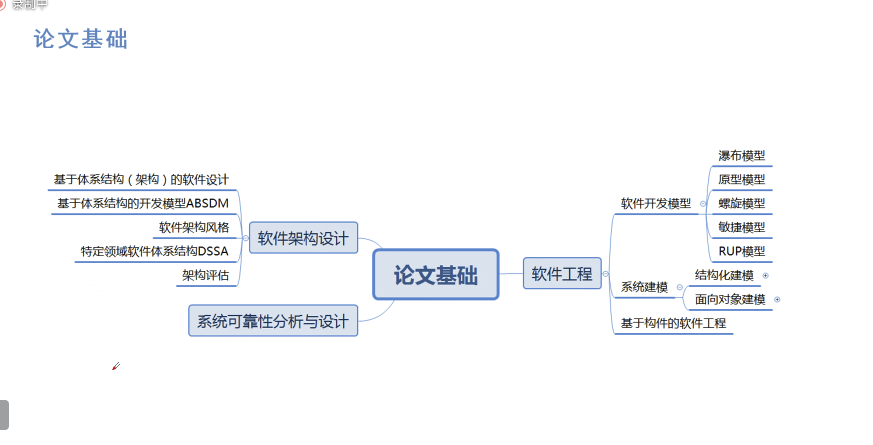 录制中
论文基础
基于体系结构（架构）的软件设计
基于体系结构的开发模型ABSDM
软件架构风格
特定领域软件体系结构DSSA
架构评估
软件架构设计
系统可靠性分析与设计
论文基础
软件工程
软件开发模型
瀑布模型
原型模型
螺旋模型
敏捷模型
RUP模型
系统建模
结构化建模
面向对象建模
基于构件的软件工程